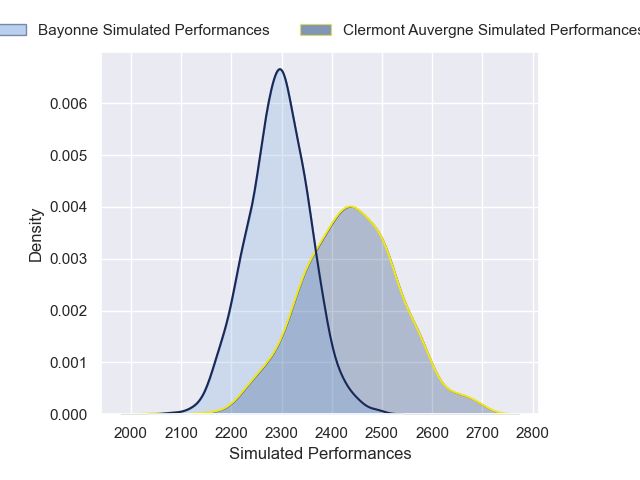 Bayonne Simulated Performances
Clermont Auvergne Simulated Performances
0.006
0.005
0.004
0.003
0.002
0.001
0.000
Density
2000 2100 2200 2300 2400 2500 2600 2700 2800
Simulated Performances